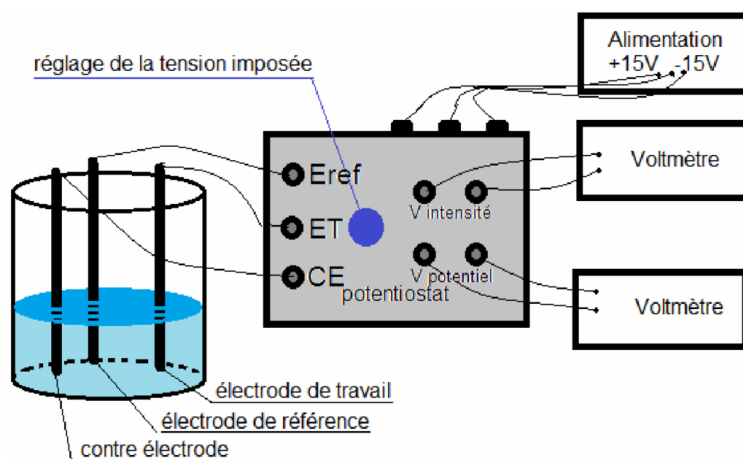 réglage de la tension imposée
Alimentation
+15V -15V
Voltmètre
Eref
V intensité
ET
V potentiel
CE
potentiostat
Voltmètre
électrode de travail
électrode de référence
contre électrode